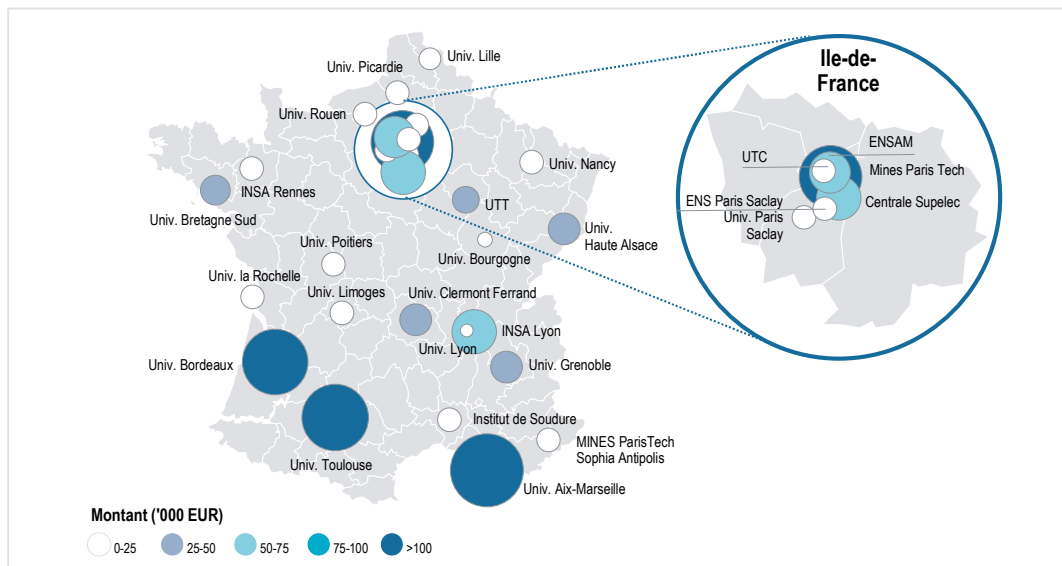 Univ. Lille
Univ. Picardie
Univ. Rouen
Univ. Nancy
INSA Rennes
Univ. Bretagne Sud
UTT
Univ.
Haute Alsace
Univ. Bourgogne
Univ. Poitiers
Univ. la Rochelle
Univ. Limoges
Univ. Clermont Ferrand
INSA Lyon
Univ. Lyon
Univ. Bordeaux
Univ. Grenoble
Institut de Soudure
MINES ParisTech
Sophia Antipolis
Univ. Toulouse
Univ. Aix-Marseille
Ile-de-
France
ENSAM
UTC
Mines Paris Tech
ENS Paris Saclay
Centrale Supelec
Univ. Paris
Saclay
Montant ('000 EUR)
0-25
25-50
50-75
75-100
>100